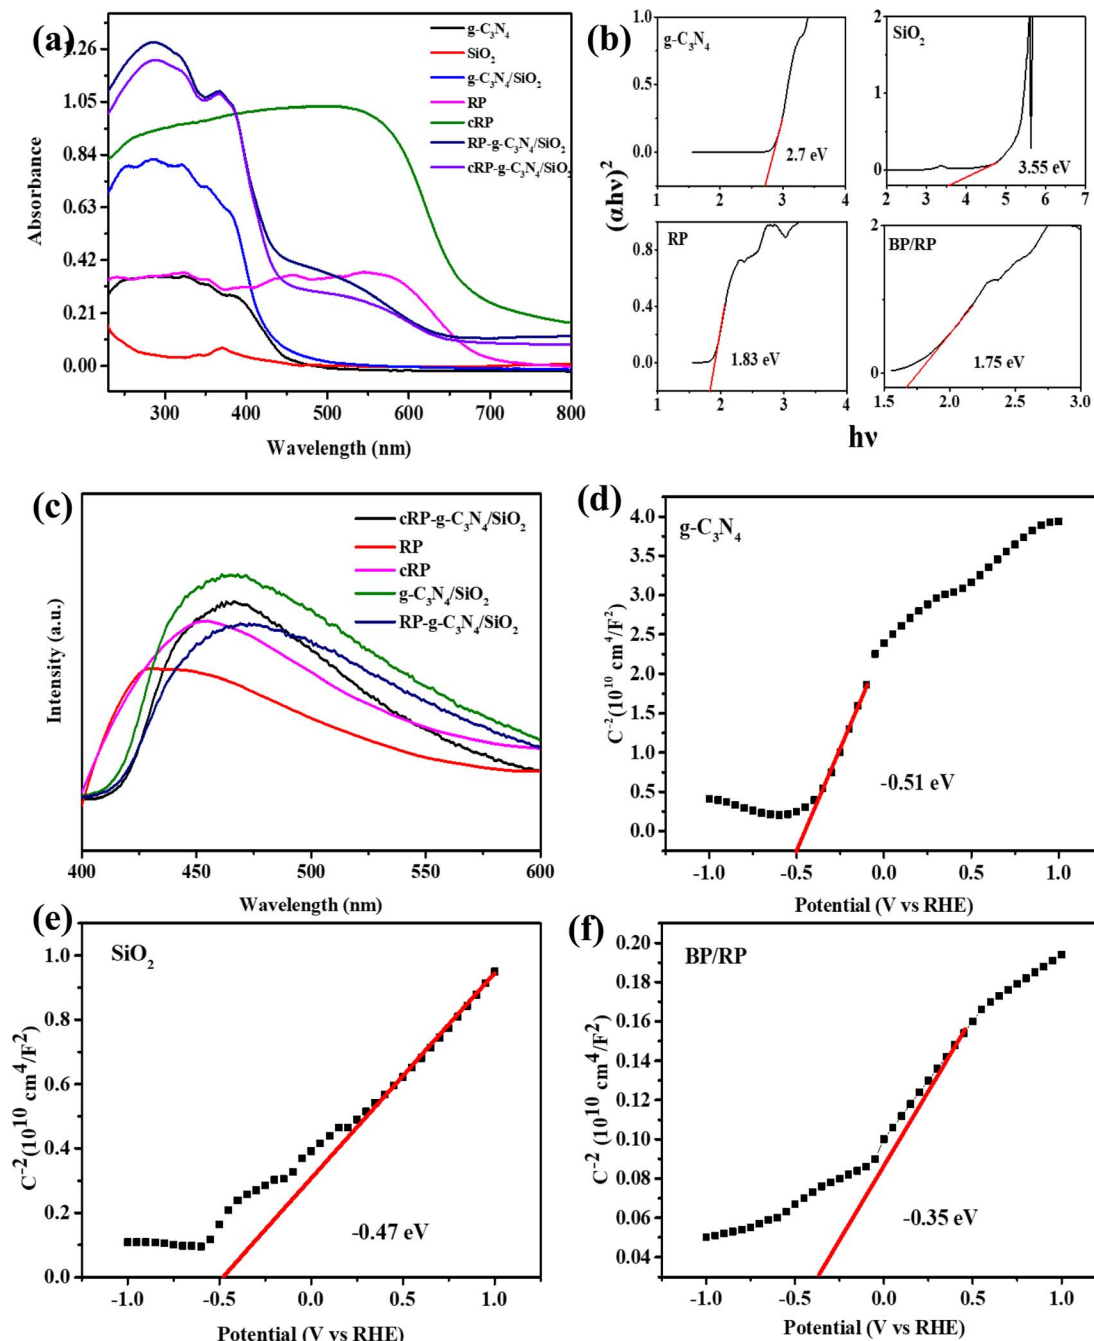 (a)
1.26
1.05
0.84
0.63
0.42
0.21
0.00
Absorbance
300 400 500 600 700 800
Wavelength (nm)
g-C₃N₄
SiO₂
g-C₃N₄/SiO₂
RP
cRP
RP-g-C₃N₄/SiO₂
cRP-g-C₃N₄/SiO₂
(b)
(αhν)²
hν
g-C₃N₄
1.0
0.5
0.0
1 2 3 4
2.7 eV
SiO₂
2
1
0
2 3 4 5 6 7
3.55 eV
RP
0.8
0.4
0.0
1 2 3 4
1.83 eV
BP/RP
2
0
1.5 2.0 2.5 3.0
1.75 eV
(c)
Intensity (a.u.)
400 450 500 550 600
Wavelength (nm)
cRP-g-C₃N₄/SiO₂
RP
cRP
g-C₃N₄/SiO₂
RP-g-C₃N₄/SiO₂
(d)
g-C₃N₄
4.0
3.5
3.0
2.5
2.0
1.5
1.0
0.5
0.0
C⁻² (10¹⁰ cm⁴/F²)
-0.51 eV
-1.0 -0.5 0.0 0.5 1.0
Potential (V vs RHE)
(e)
SiO₂
1.0
0.8
0.6
0.4
0.2
0.0
C⁻² (10¹⁰ cm⁴/F²)
-0.47 eV
-1.0 -0.5 0.0 0.5 1.0
Potential (V vs RHE)
(f)
BP/RP
0.20
0.18
0.16
0.14
0.12
0.10
0.08
0.06
0.04
C⁻² (10¹⁰ cm⁴/F²)
-0.35 eV
-1.0 -0.5 0.0 0.5 1.0
Potential (V vs RHE)